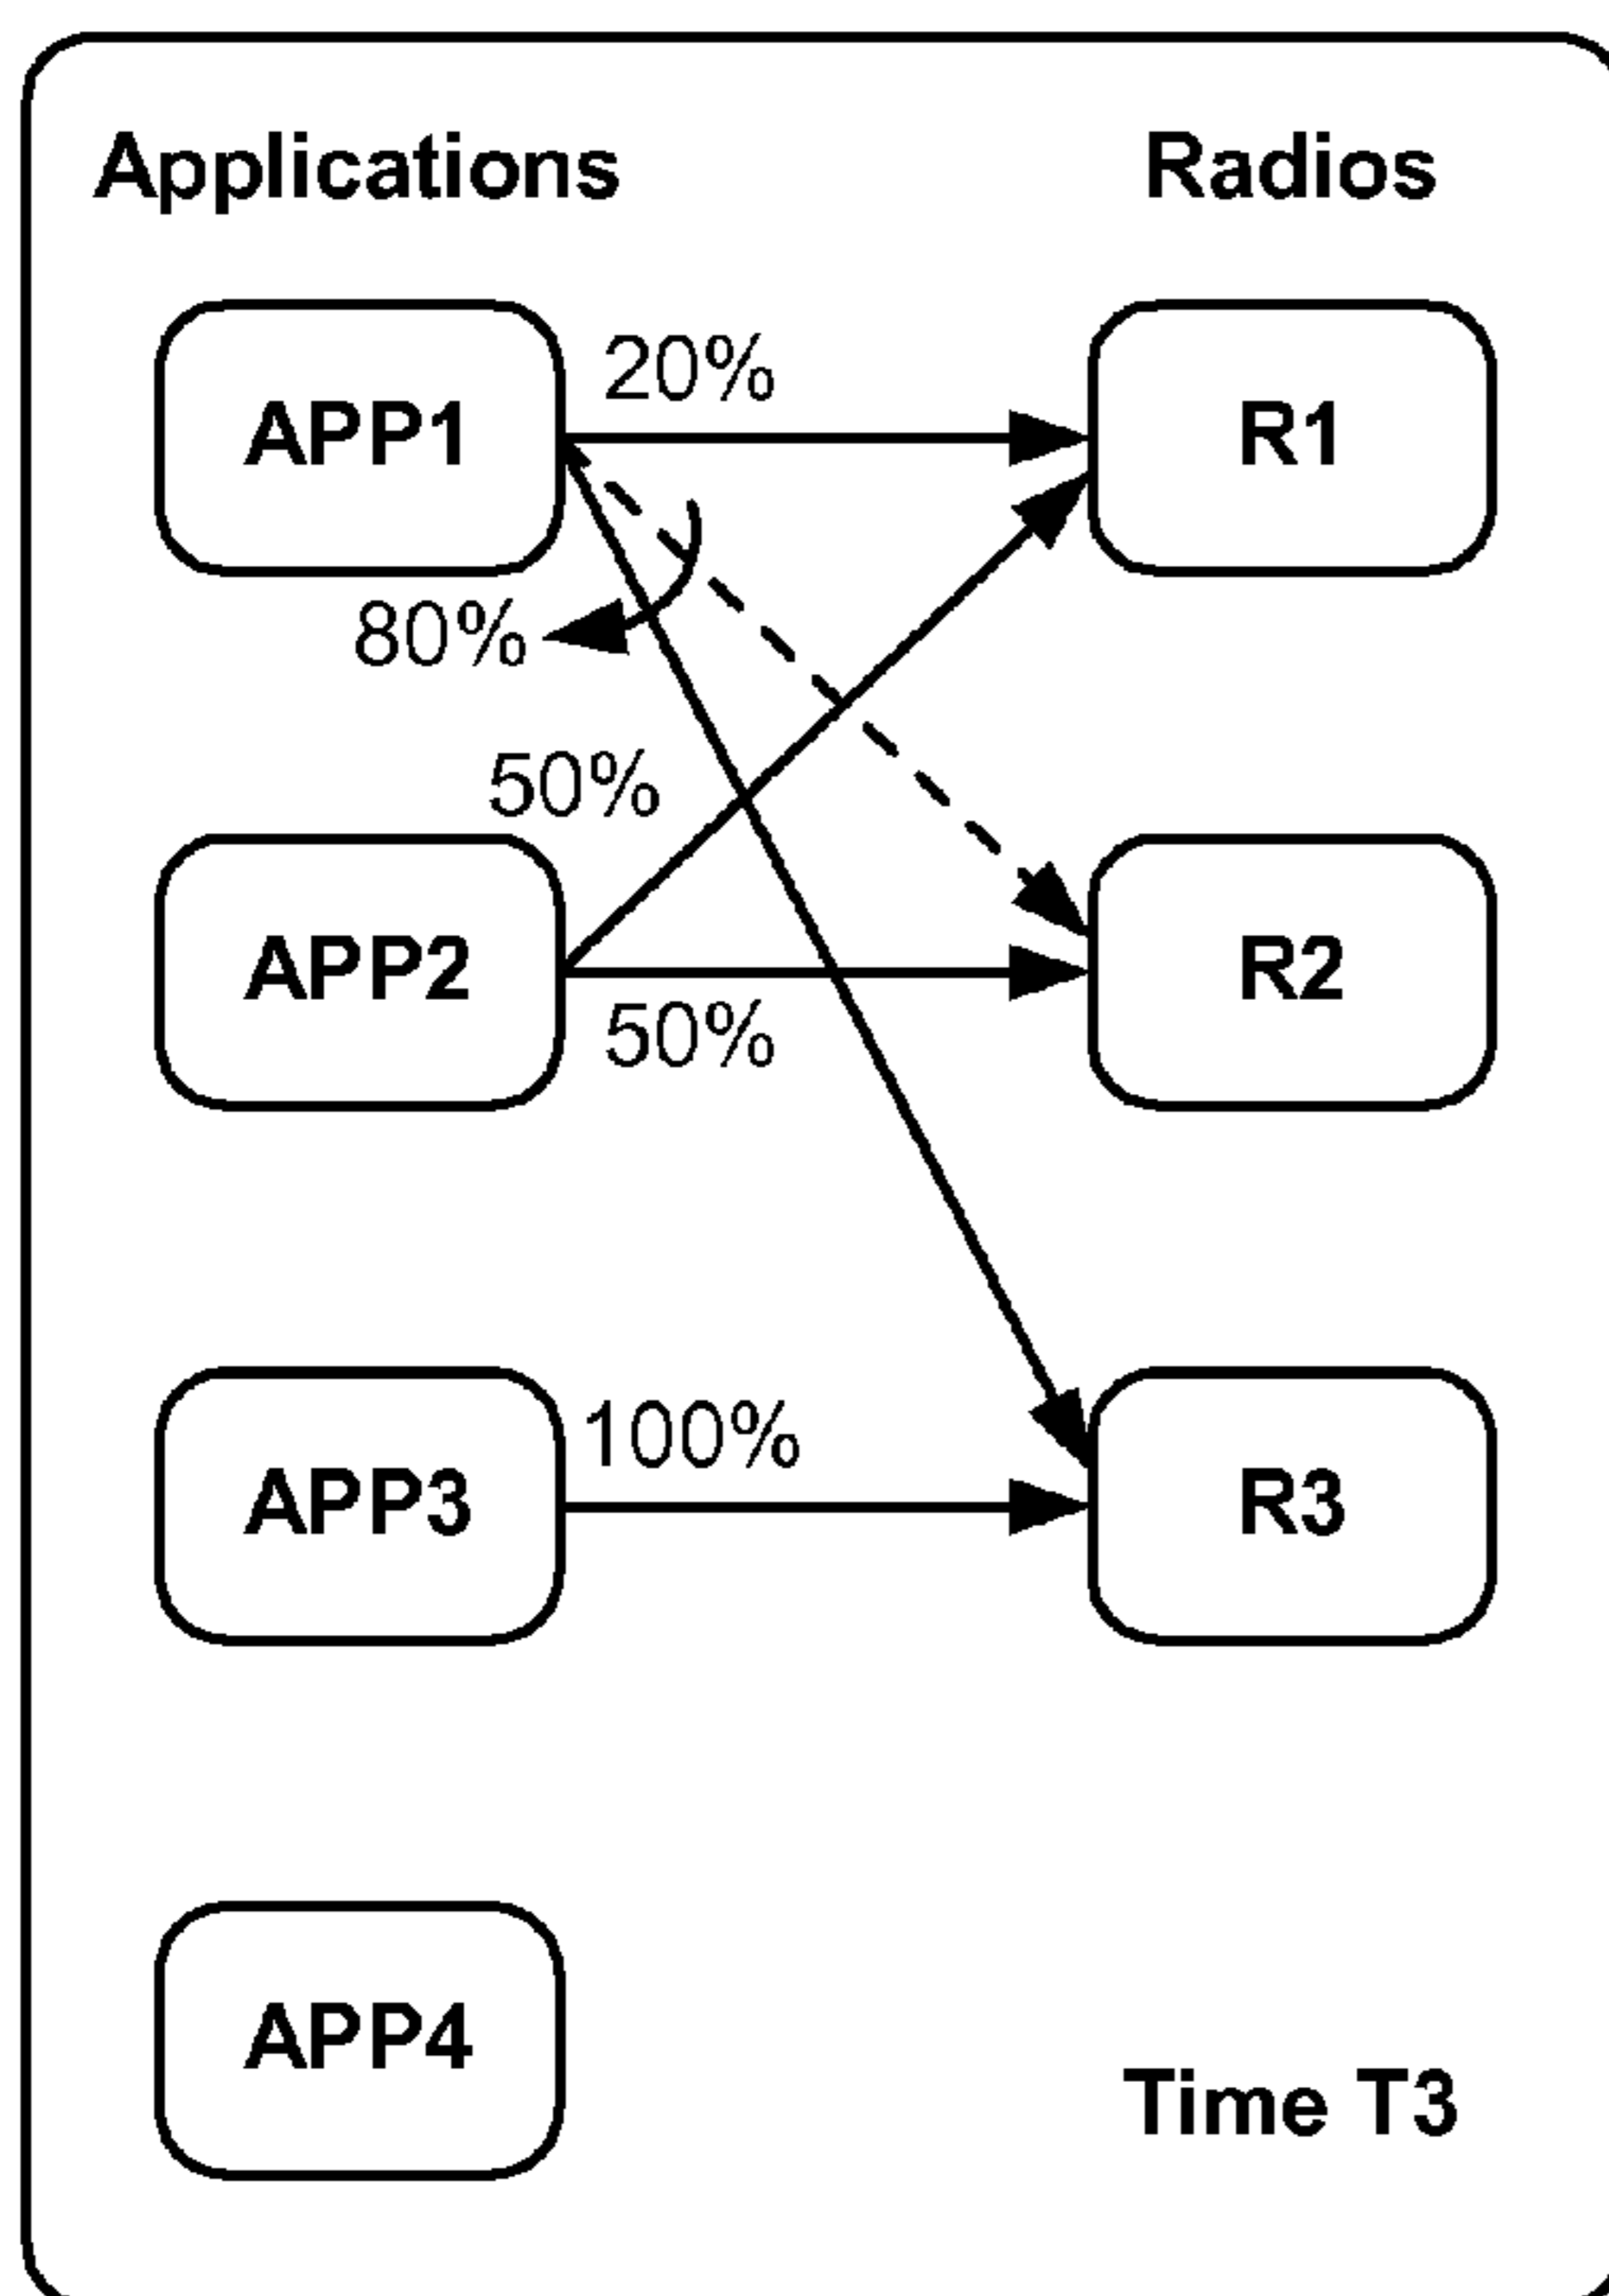 Applications Radios
APP1 20% R1
80%
50%
APP2 R2
50%
100%
APP3 R3
APP4
Time T3